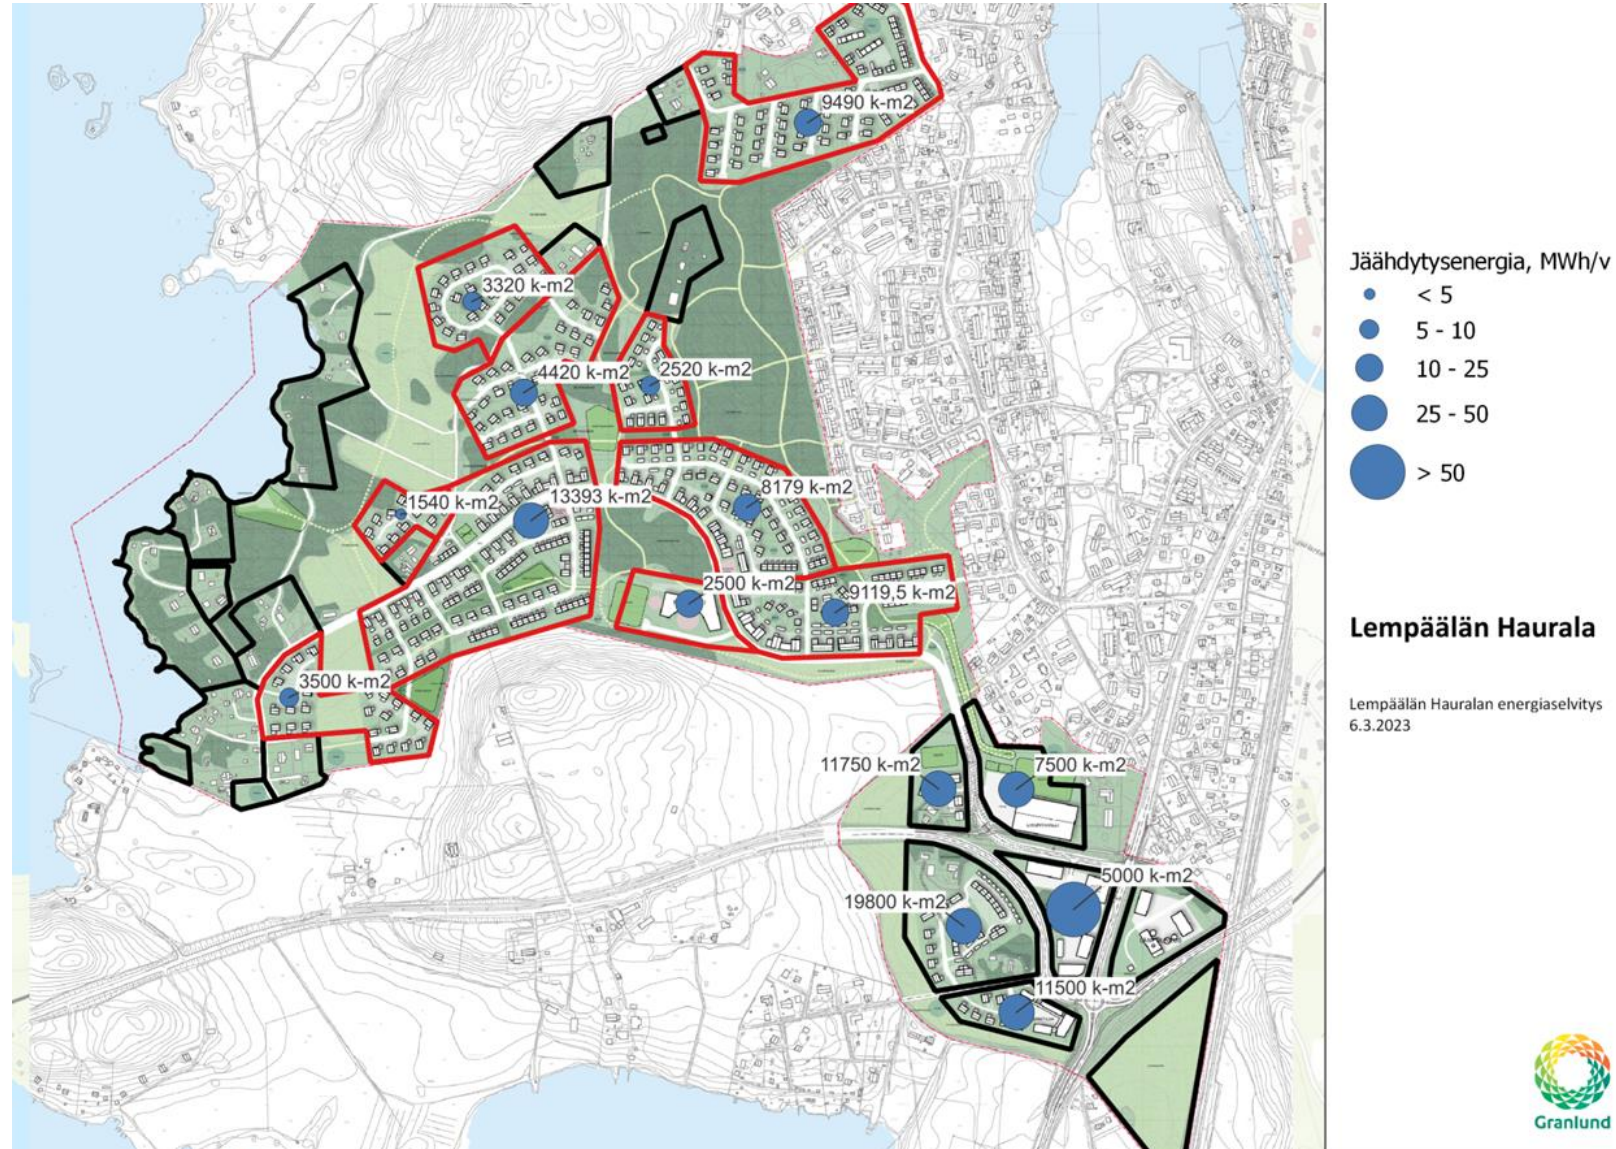 9490 k-m2
3320 k-m2
4420 k-m2
2520 k-m2
1540 k-m2
13393 k-m2
8179 k-m2
2500 k-m2
9119,5 k-m2
3500 k-m2
11750 k-m2
7500 k-m2
5000 k-m2
19800 k-m2
11500 k-m2
Jäähdytysenergia, MWh/v
< 5
5 - 10
10 - 25
25 - 50
> 50
Lempäälän Haurala
Lempäälän Hauralan energiaselvitys
6.3.2023
Granlund